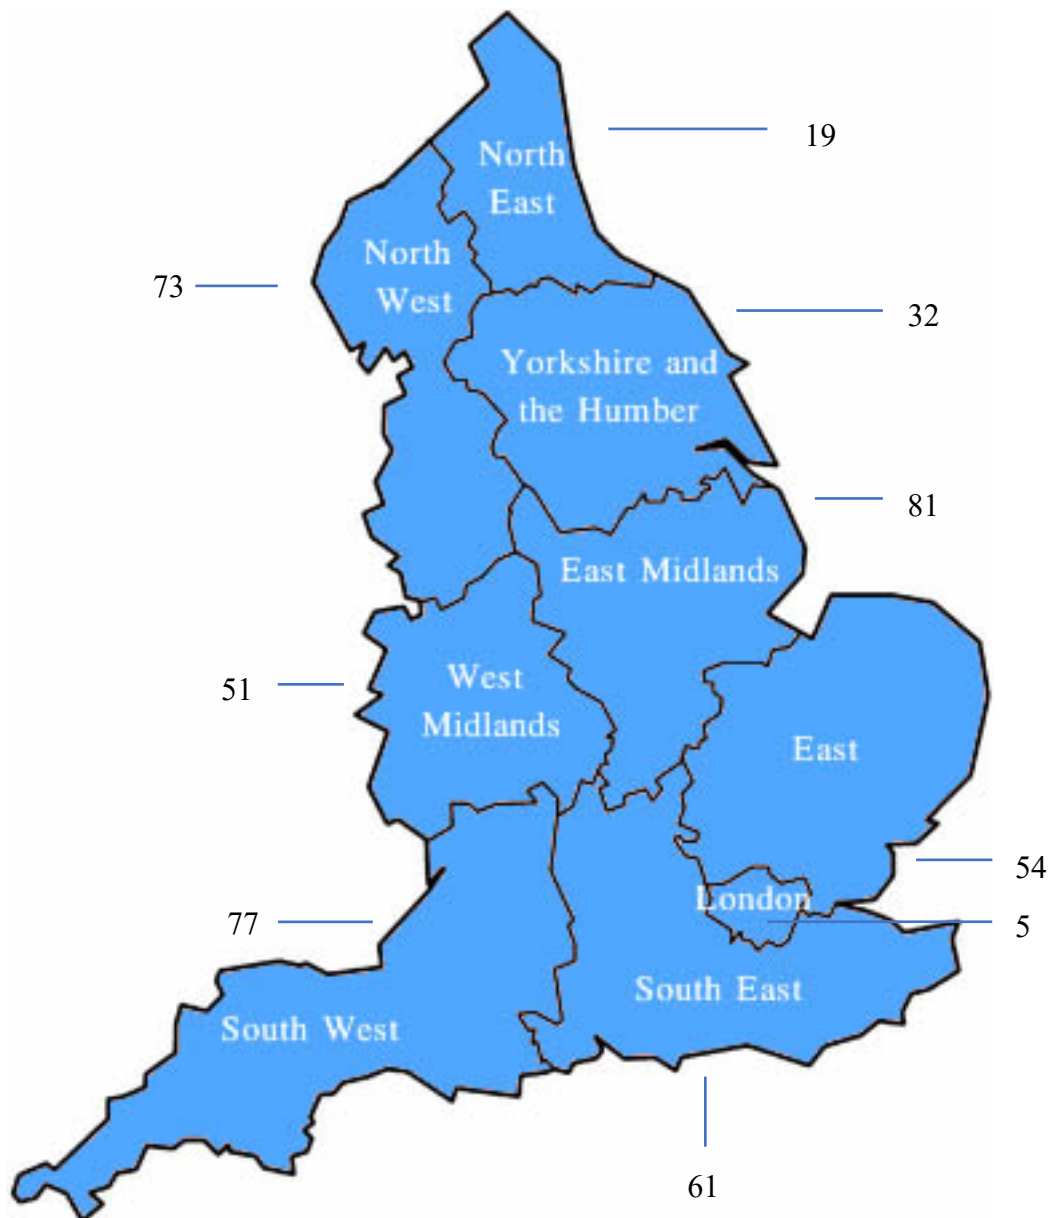 19
North
East
North
West
73
32
Yorkshire and
the Humber
81
East Midlands
51
West
Midlands
East
54
London
77
5
South East
South West
61